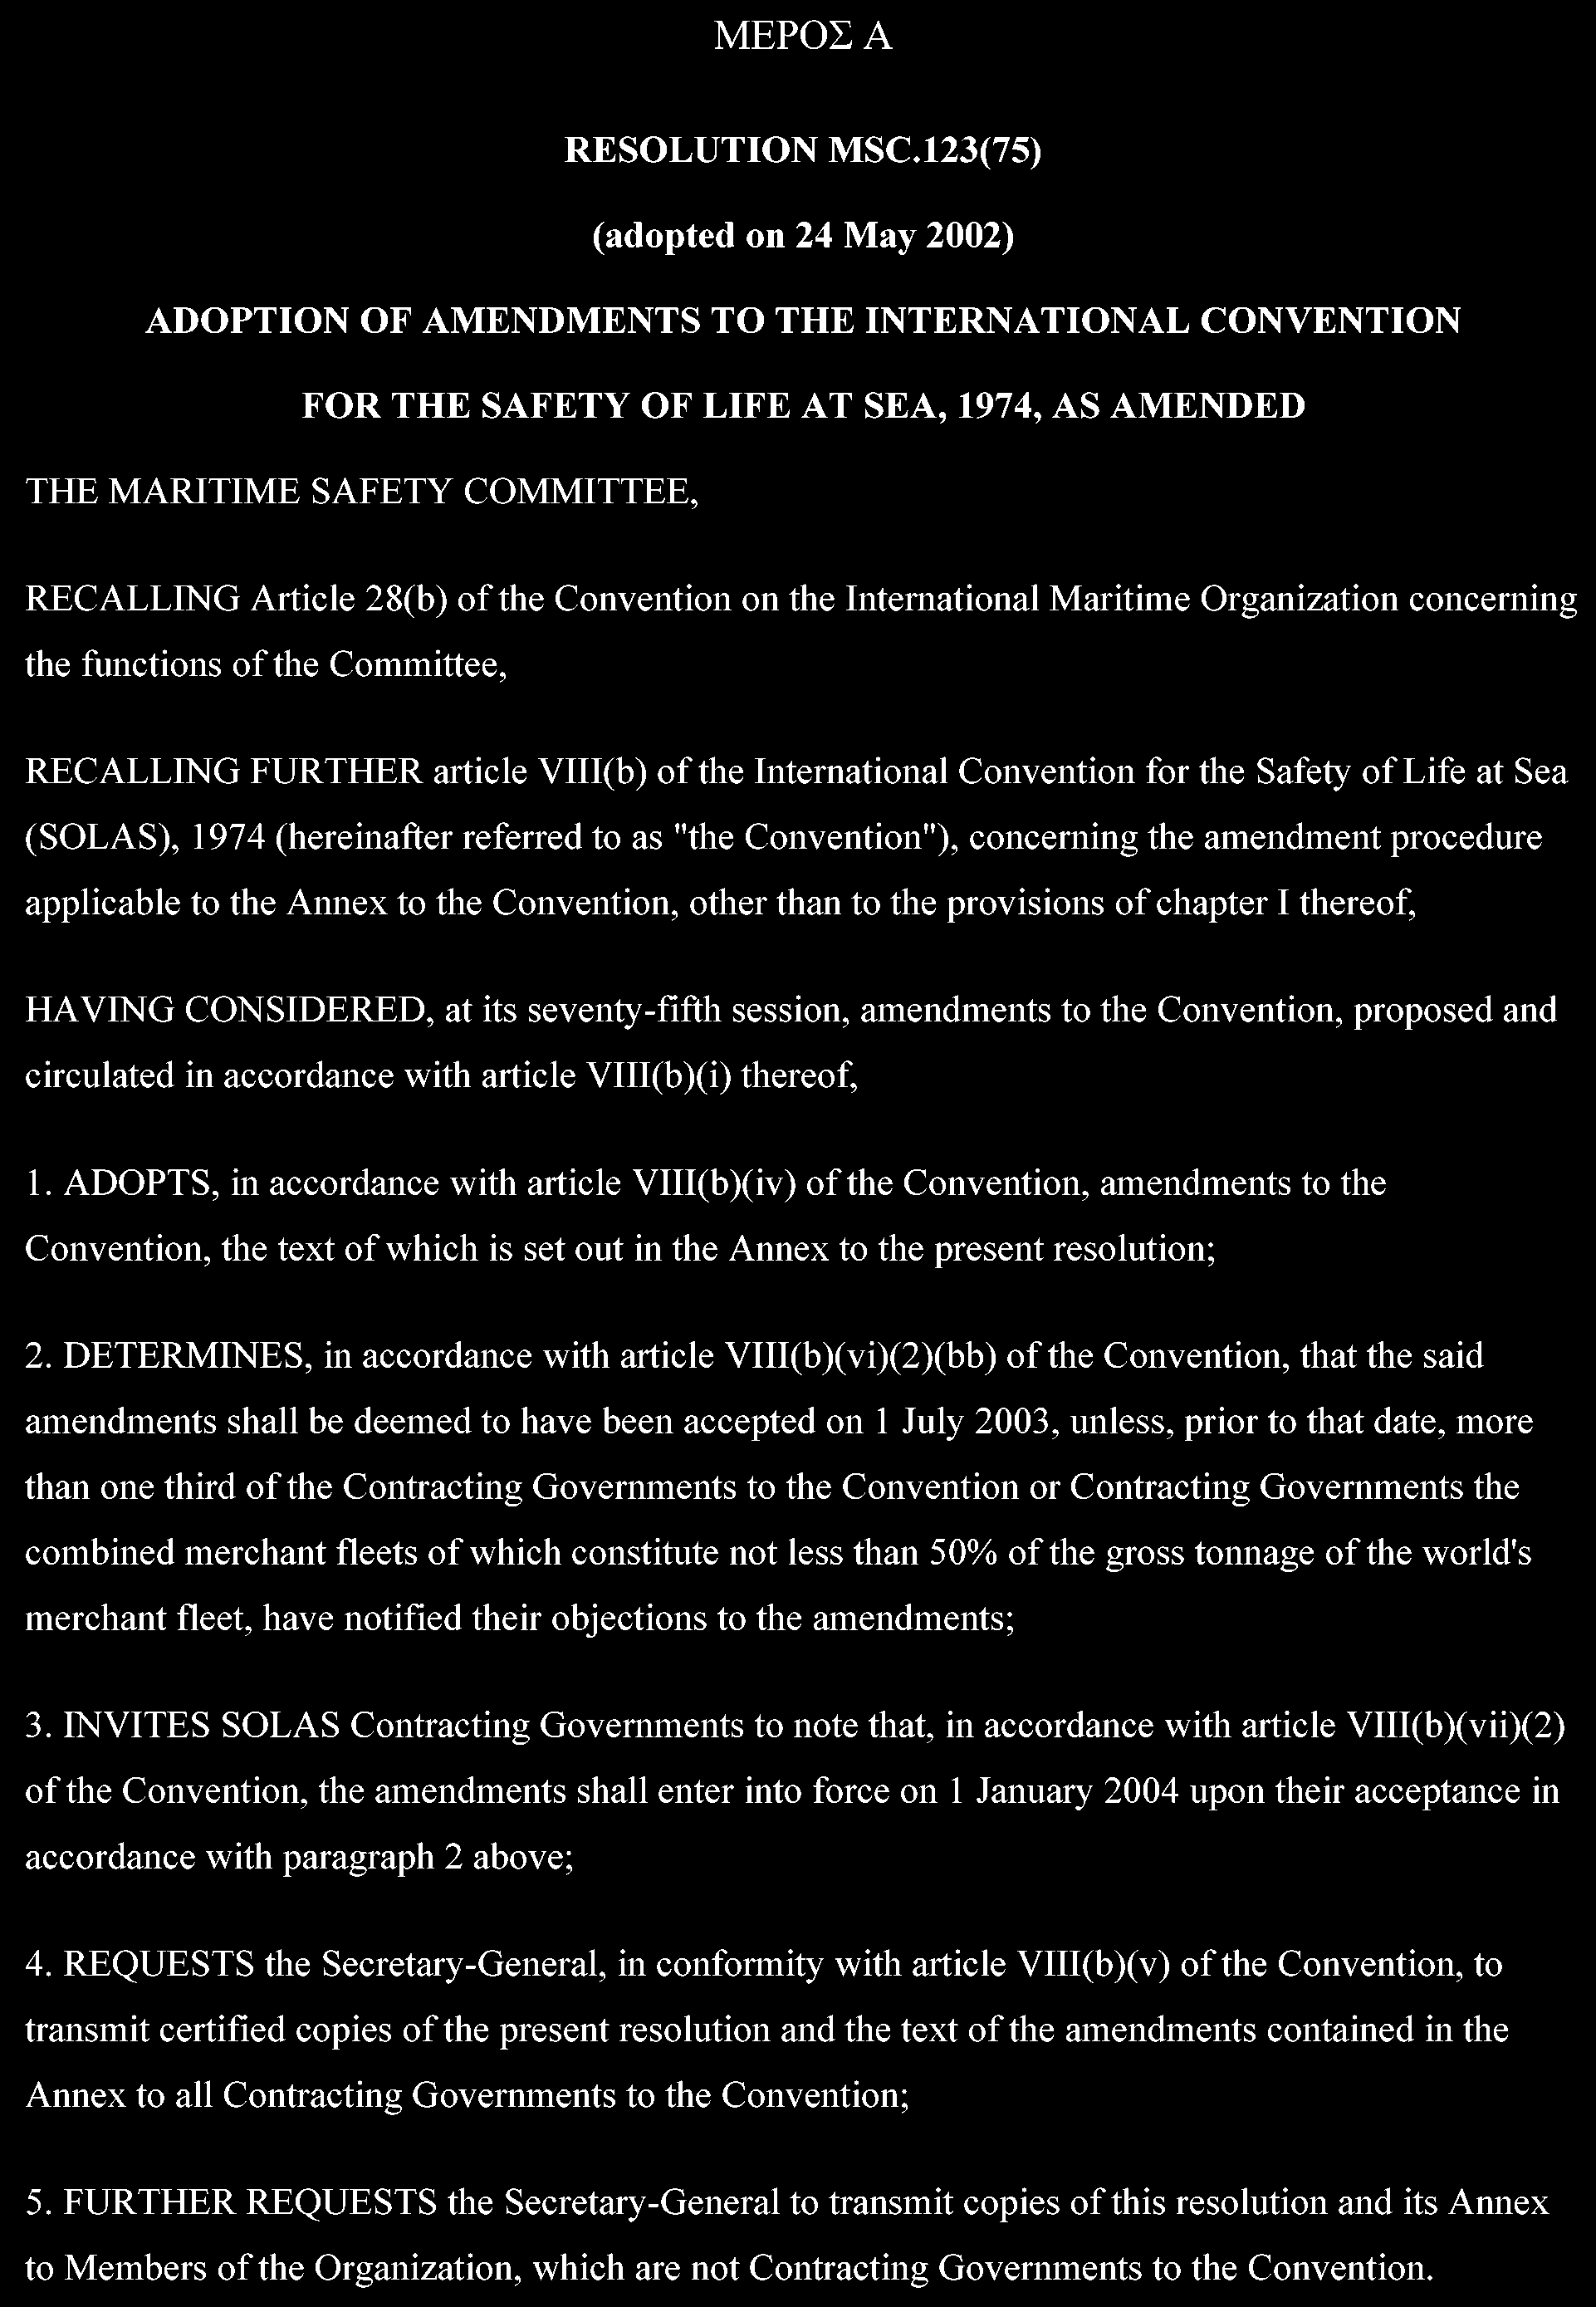 ΜΕΡΟΣ Α
RESOLUTION MSC.123(75)
(adopted on 24 May 2002)
ADOPTION OF AMENDMENTS TO THE INTERNATIONAL CONVENTION
FOR THE SAFETY OF LIFE AT SEA, 1974, AS AMENDED
THE MARITIME SAFETY COMMITTEE,
RECALLING Article 28(b) of the Convention on the International Maritime Organization concerning
the functions of the Committee,
RECALLING FURTHER article VIII(b) of the International Convention for the Safety of Life at Sea
(SOLAS), 1974 (hereinafter referred to as "the Convention"), concerning the amendment procedure
applicable to the Annex to the Convention, other than to the provisions of chapter I thereof,
HAVING CONSIDERED, at its seventy-fifth session, amendments to the Convention, proposed and
circulated in accordance with article VIII(b)(i) thereof,
1. ADOPTS, in accordance with article VIII(b)(iv) of the Convention, amendments to the
Convention, the text of which is set out in the Annex to the present resolution;
2. DETERMINES, in accordance with article VIII(b)(vi)(2)(bb) of the Convention, that the said
amendments shall be deemed to have been accepted on 1 July 2003, unless, prior to that date, more
than one third of the Contracting Governments to the Convention or Contracting Governments the
combined merchant fleets of which constitute not less than 50% of the gross tonnage of the world's
merchant fleet, have notified their objections to the amendments;
3. INVITES SOLAS Contracting Governments to note that, in accordance with article VIII(b)(vii)(2)
of the Convention, the amendments shall enter into force on 1 January 2004 upon their acceptance in
accordance with paragraph 2 above;
4. REQUESTS the Secretary-General, in conformity with article VIII(b)(v) of the Convention, to
transmit certified copies of the present resolution and the text of the amendments contained in the
Annex to all Contracting Governments to the Convention;
5. FURTHER REQUESTS the Secretary-General to transmit copies of this resolution and its Annex
to Members of the Organization, which are not Contracting Governments to the Convention.